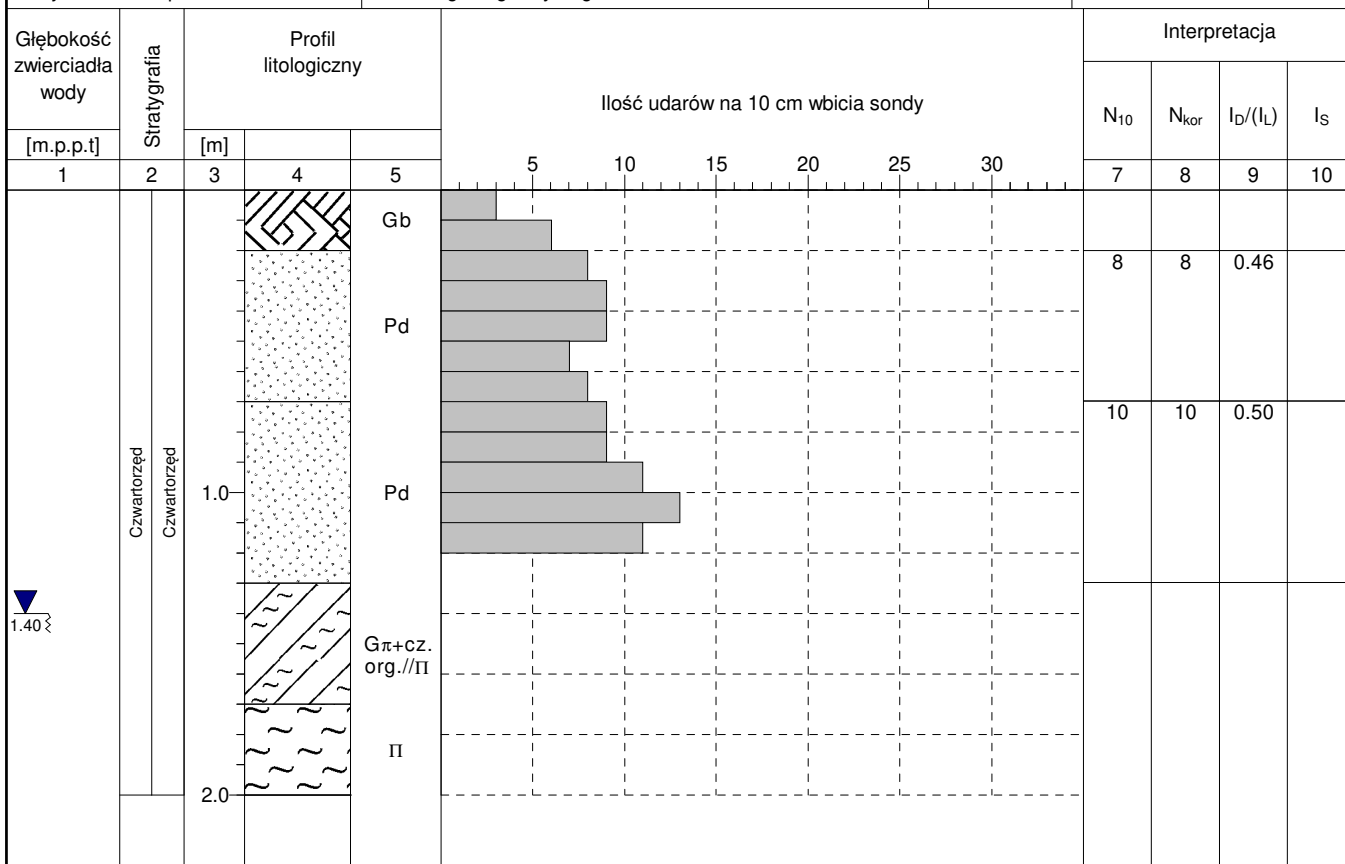 Głębokość
zwierciadła
wody
[m.p.p.t]
Stratygrafia
Profil
litologiczny
[m]
Ilość udarów na 10 cm wbicia sondy
Interpretacja
N10 Nkor ID/(IL) IS
5 10 15 20 25 30
1 2 3 4 5 7 8 9 10
Gb
8 8 0.46
Pd
10 10 0.50
Czwartorzęd
Czwartorzęd
1.0
Pd
1.40
Gπ+cz.
org.//Π
Π
2.0